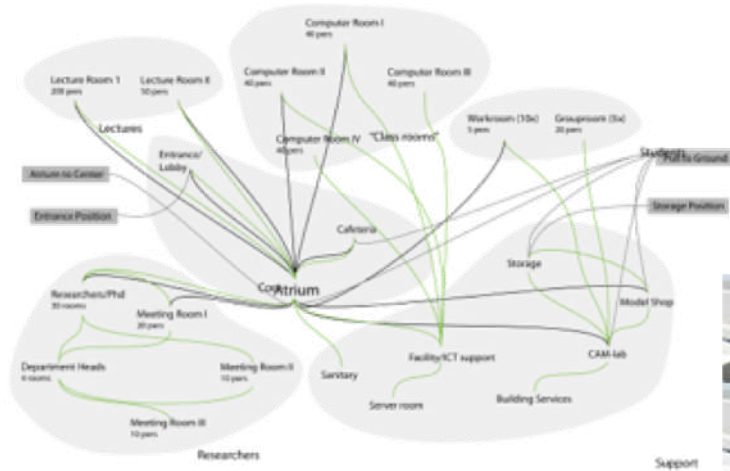 Computer Room I
40 pers
Computer Room II
40 pers
Computer Room III
40 pers
Lecture Room 1
200 pers
Lecture Room II
50 pers
Lectures
Computer Room IV
40 pers
"Class rooms"
Workroom (10x)
5 pers
Grouproom (5x)
20 pers
Students
Pull to Ground
Entrance/
Lobby
Atrium to Center
Entrance Position
Storage Position
Cafeteria
Storage
Atrium
Researchers/Phd
30 rooms
Meeting Room I
20 pers
Model Shop
Department Heads
4 rooms
Meeting Room II
10 pers
Facility/ICT support
CAM-lab
Sanitary
Server room
Building Services
Meeting Room III
10 pers
Researchers
Support